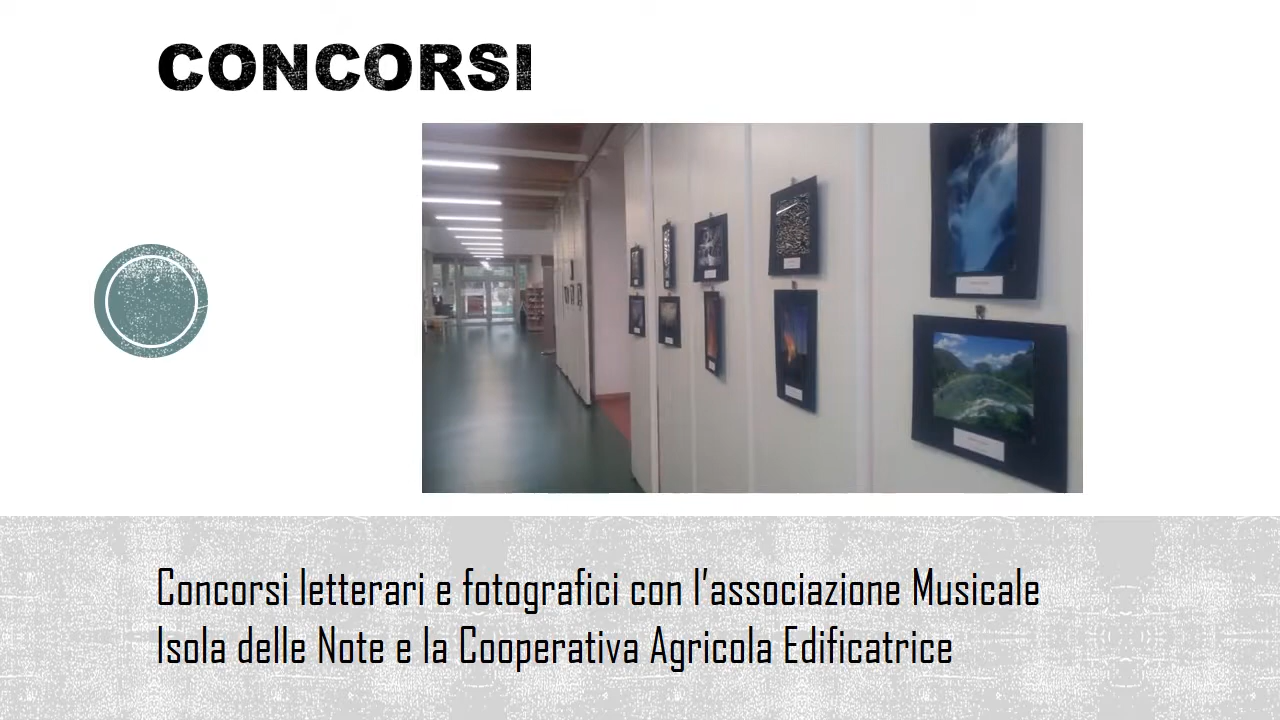 CONCORSI
Concorsi letterari e fotografici con l'associazione Musicale
Isola delle Note e la Cooperativa Agricola Edificatrice